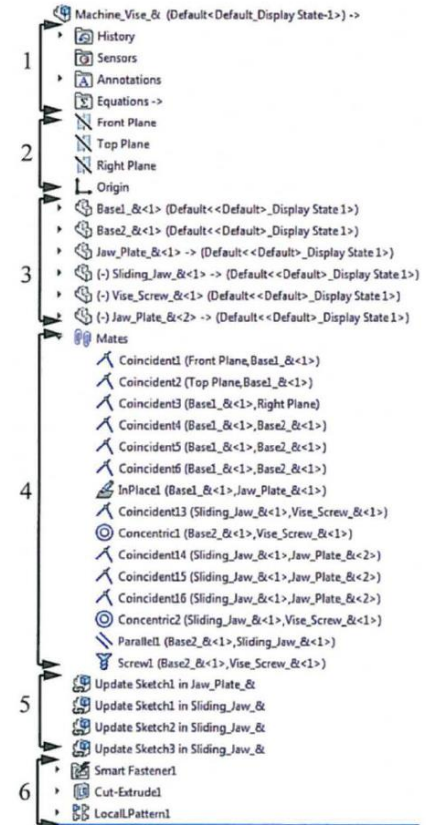 Machine_Vise_& (Default<Default_Display State-1>) ->
1
History
Sensors
Annotations
Equations ->
2
Front Plane
Top Plane
Right Plane
Origin
3
Base1_&<1> (Default<<Default>_Display State 1>)
Base2_&<1> (Default<<Default>_Display State 1>)
Jaw_Plate_&<1> -> (Default<<Default>_Display State 1>)
(-) Sliding_Jaw_&<1> -> (Default<<Default>_Display State 1>)
(-) Vise_Screw_&<1> (Default<<Default>_Display State 1>)
(-) Jaw_Plate_&<2> -> (Default<<Default>_Display State 1>)
4
Mates
Coincident1 (Front Plane,Base1_&<1>)
Coincident2 (Top Plane,Base1_&<1>)
Coincident3 (Base1_&<1>,Right Plane)
Coincident4 (Base1_&<1>,Base2_&<1>)
Coincident5 (Base1_&<1>,Base2_&<1>)
Coincident6 (Base1_&<1>,Base2_&<1>)
InPlace1 (Base1_&<1>,Jaw_Plate_&<1>)
Coincident13 (Sliding_Jaw_&<1>,Vise_Screw_&<1>)
Concentric1 (Base2_&<1>,Vise_Screw_&<1>)
Coincident14 (Sliding_Jaw_&<1>,Jaw_Plate_&<2>)
Coincident15 (Sliding_Jaw_&<1>,Jaw_Plate_&<2>)
Coincident16 (Sliding_Jaw_&<1>,Jaw_Plate_&<2>)
Concentric2 (Sliding_Jaw_&<1>,Vise_Screw_&<1>)
Parallel1 (Base2_&<1>,Sliding_Jaw_&<1>)
Screw1 (Base2_&<1>,Vise_Screw_&<1>)
5
Update Sketch1 in Jaw_Plate_&
Update Sketch1 in Sliding_Jaw_&
Update Sketch2 in Sliding_Jaw_&
Update Sketch3 in Sliding_Jaw_&
6
Smart Fastener1
Cut-Extrude1
LocalLPattern1